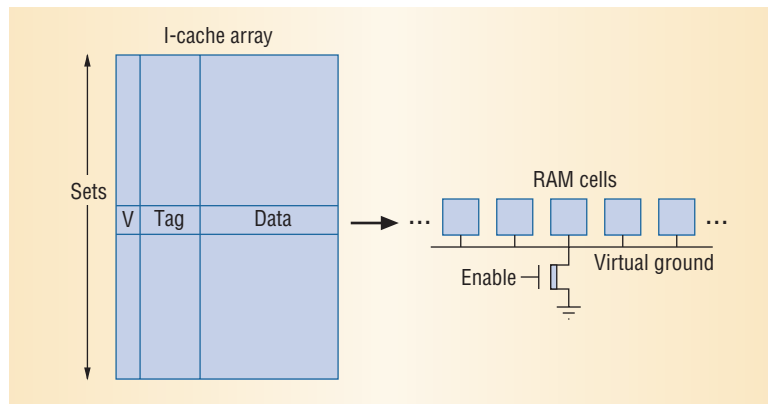 I-cache array
Sets
V Tag Data
RAM cells
... ...
Virtual ground
Enable